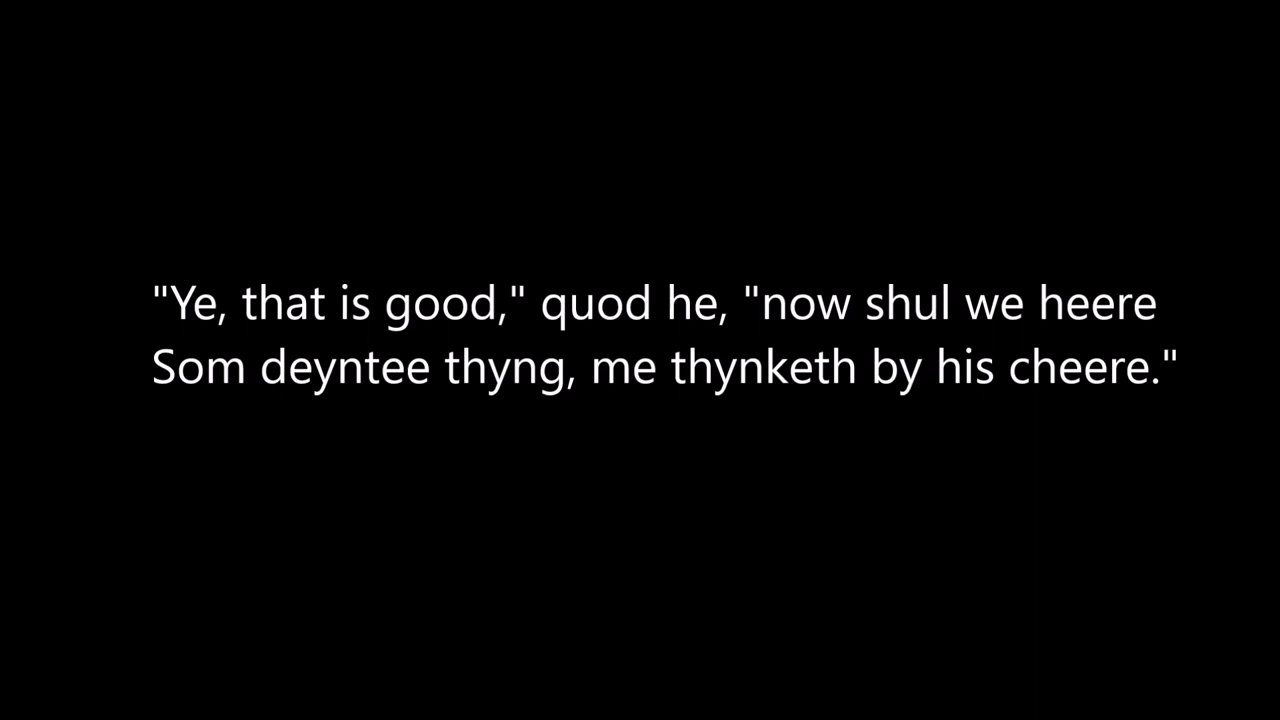 "Ye, that is good," quod he, "now shul we heere
Som deyntee thyng, me thynketh by his cheere."